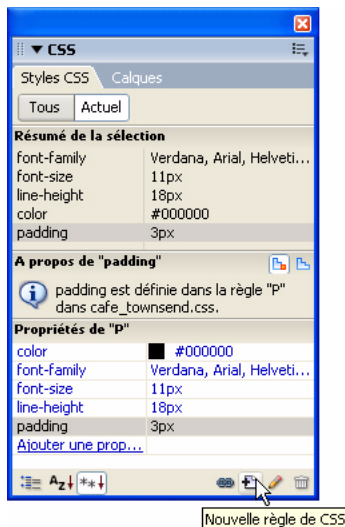 CSS
Styles CSS Calques
Tous Actuel
Résumé de la sélection
font-family Verdana, Arial, Helveti...
font-size 11px
line-height 18px
color #000000
padding 3px
A propos de "padding"
padding est définie dans la règle "P"
dans cafe_townsend.css.
Propriétés de "P"
color #000000
font-family Verdana, Arial, Helveti...
font-size 11px
line-height 18px
padding 3px
Ajouter une prop...
Az↓ **↓
Nouvelle règle de CSS